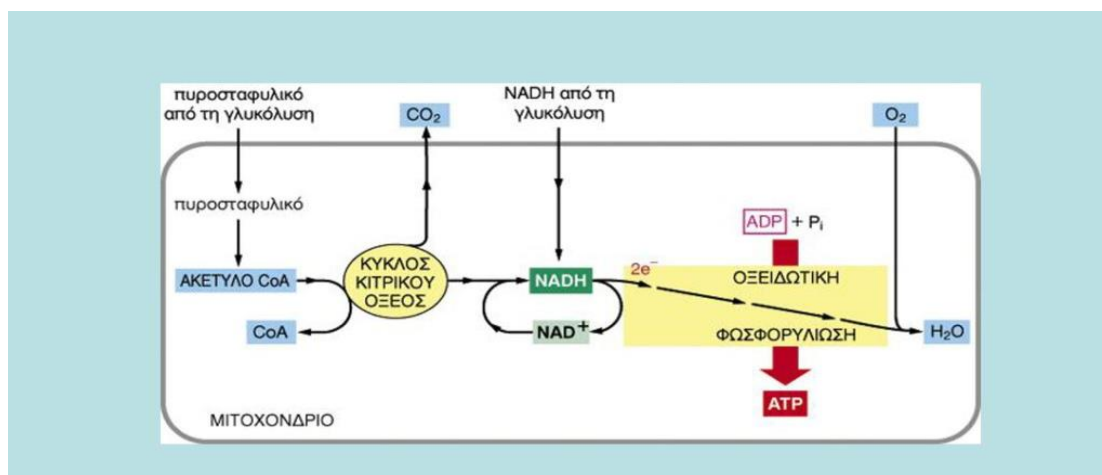 πυροσταφυλικό
από τη γλυκόλυση
CO₂
NADH από τη
γλυκόλυση
O₂
πυροσταφυλικό
ADP + Pᵢ
ΑΚΕΤΥΛΟ CoA
ΚΥΚΛΟΣ
ΚΙΤΡΙΚΟΥ
ΟΞΕΟΣ
NADH
2e⁻
ΟΞΕΙΔΩΤΙΚΗ
CoA
NAD⁺
ΦΩΣΦΟΡΥΛΙΩΣΗ
H₂O
ATP
ΜΙΤΟΧΟΝΔΡΙΟ